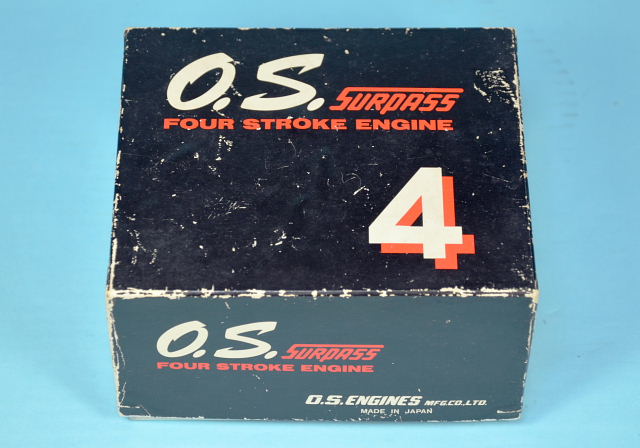 O.S. SURPASS
FOUR STROKE ENGINE
4
O.S. SURPASS
FOUR STROKE ENGINE
O.S. ENGINES MFG.CO.,LTD.
MADE IN JAPAN